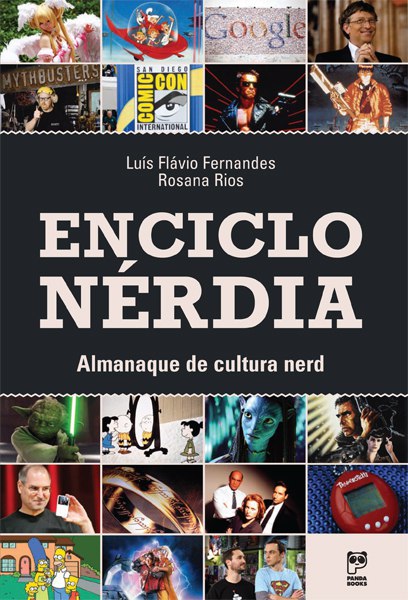 Google
MYTHBUSTERS
SAN DIEGO
COMIC
CON
INTERNATIONAL
Luís Flávio Fernandes
Rosana Rios
ENCICLO
NÉRDIA
Almanaque de cultura nerd
Tamagotchi
PANDA
BOOKS